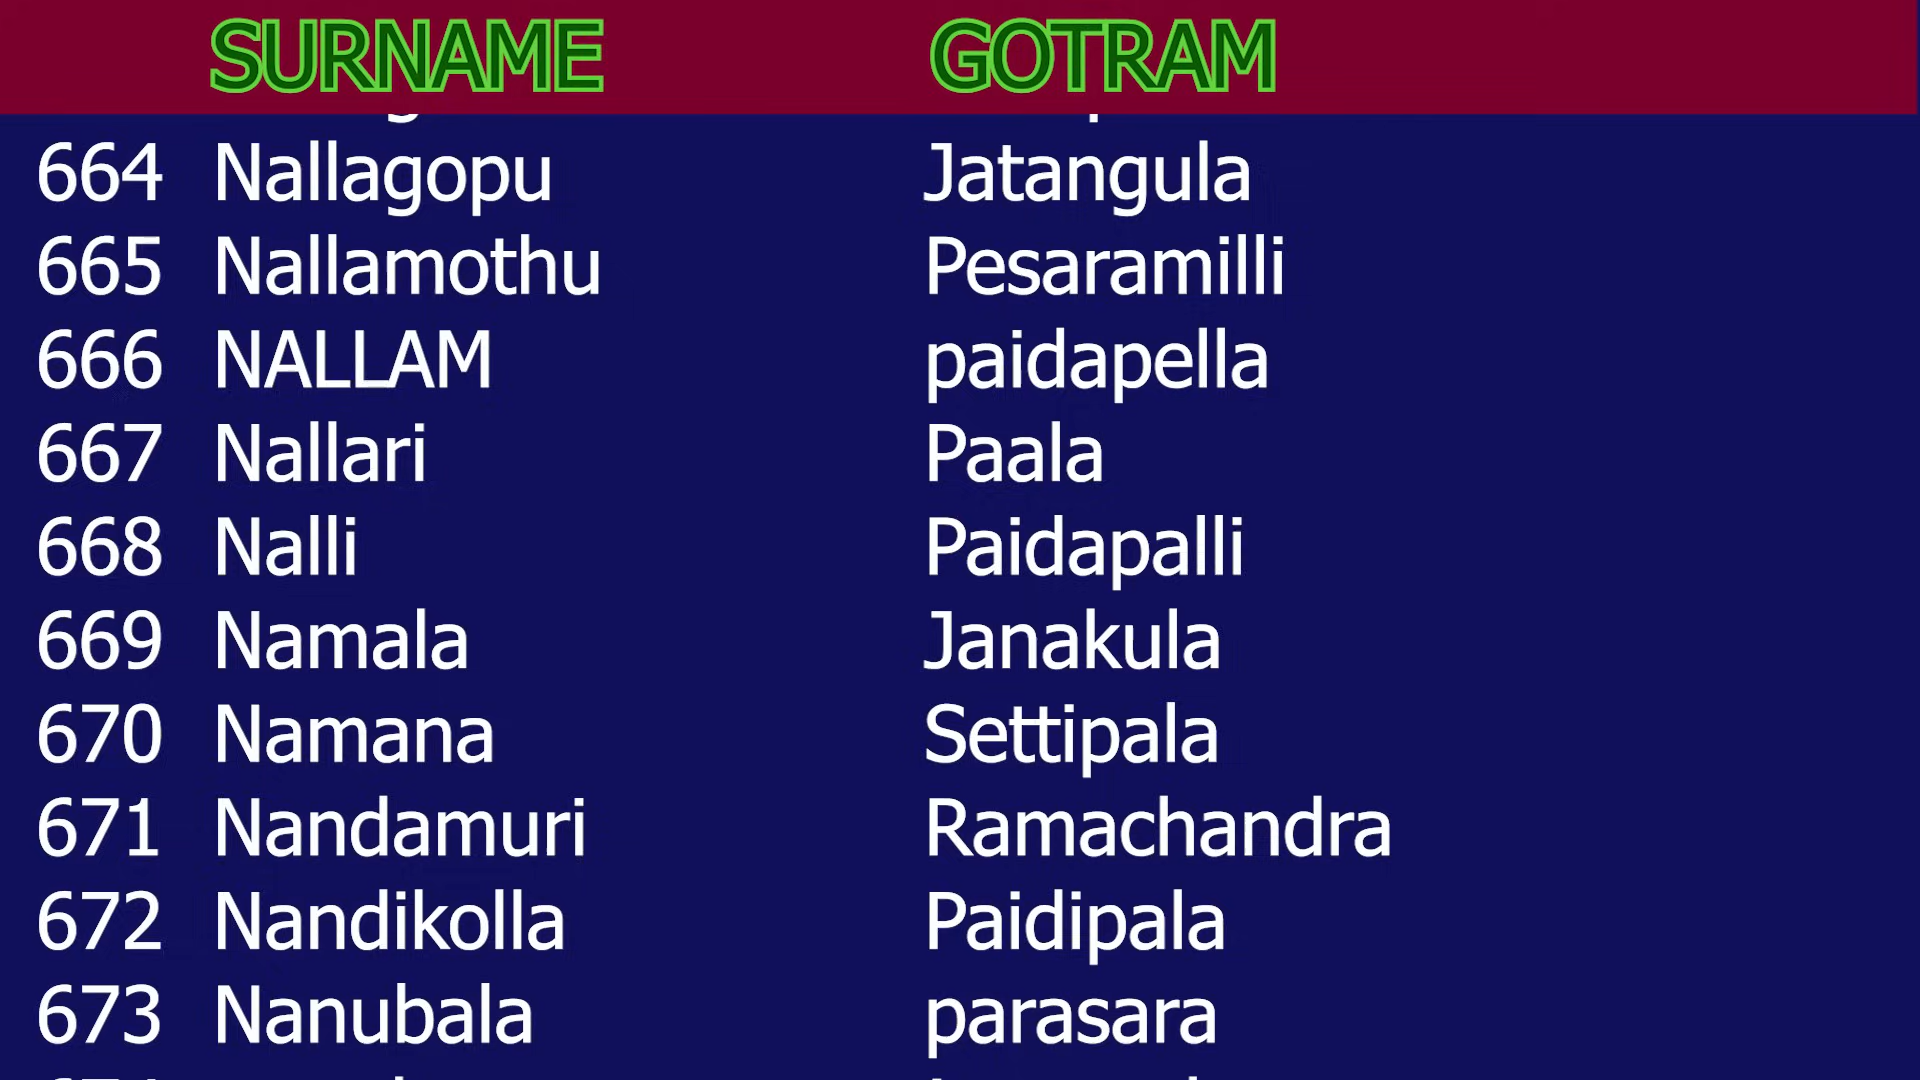 SURNAME GOTRAM
664 Nallagopu Jatangula
665 Nallamothu Pesaramilli
666 NALLAM paidapella
667 Nallari Paala
668 Nalli Paidapalli
669 Namala Janakula
670 Namana Settipala
671 Nandamuri Ramachandra
672 Nandikolla Paidipala
673 Nanubala parasara